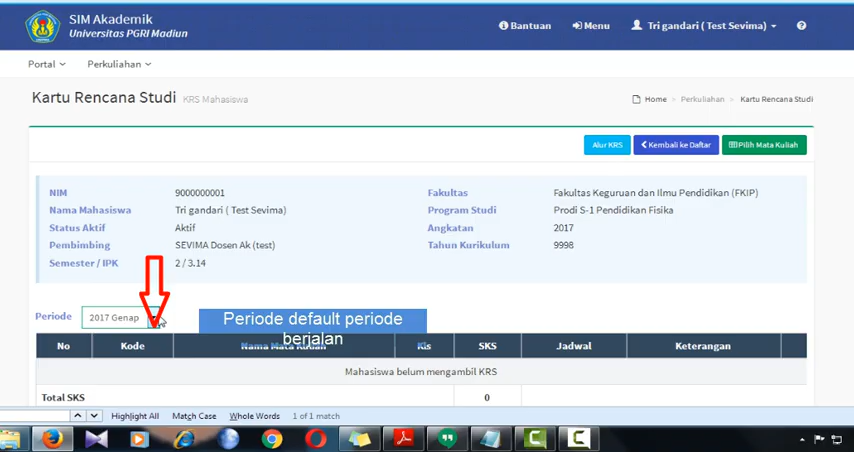 SIM Akademik
Universitas PGRI Madiun
Bantuan Menu Tri gandari ( Test Sevima)
Portal Perkuliahan
Kartu Rencana Studi KRS Mahasiswa
Home > Perkuliahan > Kartu Rencana Studi
Alur KRS Kembali ke Daftar Pilih Mata Kuliah
NIM 9000000001 Fakultas Fakultas Keguruan dan Ilmu Pendidikan (FKIP)
Nama Mahasiswa Tri gandari ( Test Sevima) Program Studi Prodi S-1 Pendidikan Fisika
Status Aktif Aktif Angkatan 2017
Pembimbing SEVIMA Dosen Ak (test) Tahun Kurikulum 9998
Semester / IPK 2 / 3.14
Periode 2017 Genap
Periode default periode
berjalan
No Kode Nama Mata Kuliah Kls SKS Jadwal Keterangan
Mahasiswa belum mengambil KRS
Total SKS 0
Highlight All Match Case Whole Words 1 of 1 match